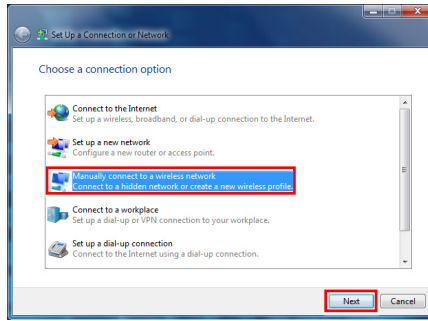 Set Up a Connection or Network
Choose a connection option
Connect to the Internet
Set up a wireless, broadband, or dial-up connection to the Internet.
Set up a new network
Configure a new router or access point.
Manually connect to a wireless network
Connect to a hidden network or create a new wireless profile.
Connect to a workplace
Set up a dial-up or VPN connection to your workplace.
Set up a dial-up connection
Connect to the Internet using a dial-up connection.
Next
Cancel